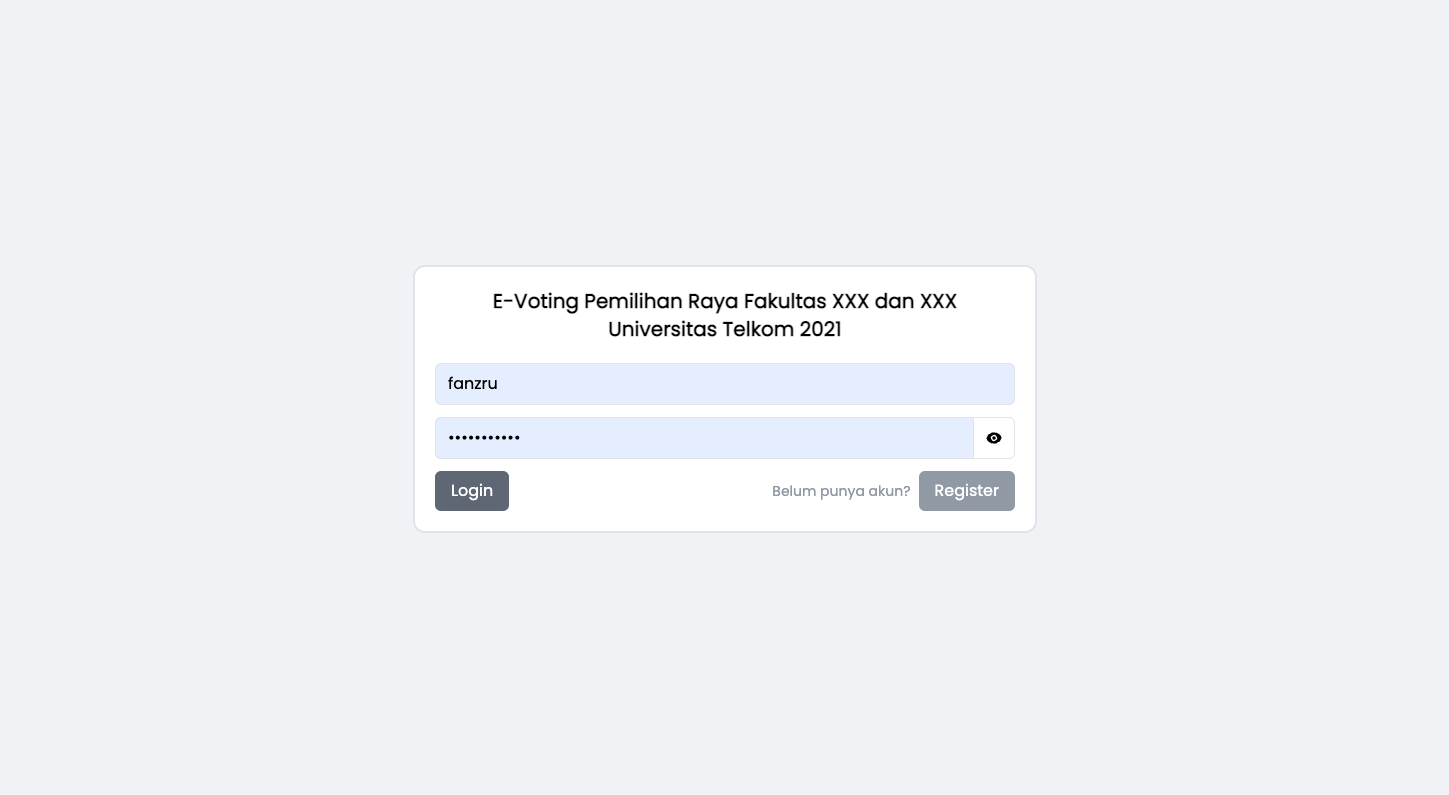 E-Voting Pemilihan Raya Fakultas XXX dan XXX
Universitas Telkom 2021
fanzru
•••••••••••
Login
Belum punya akun?
Register